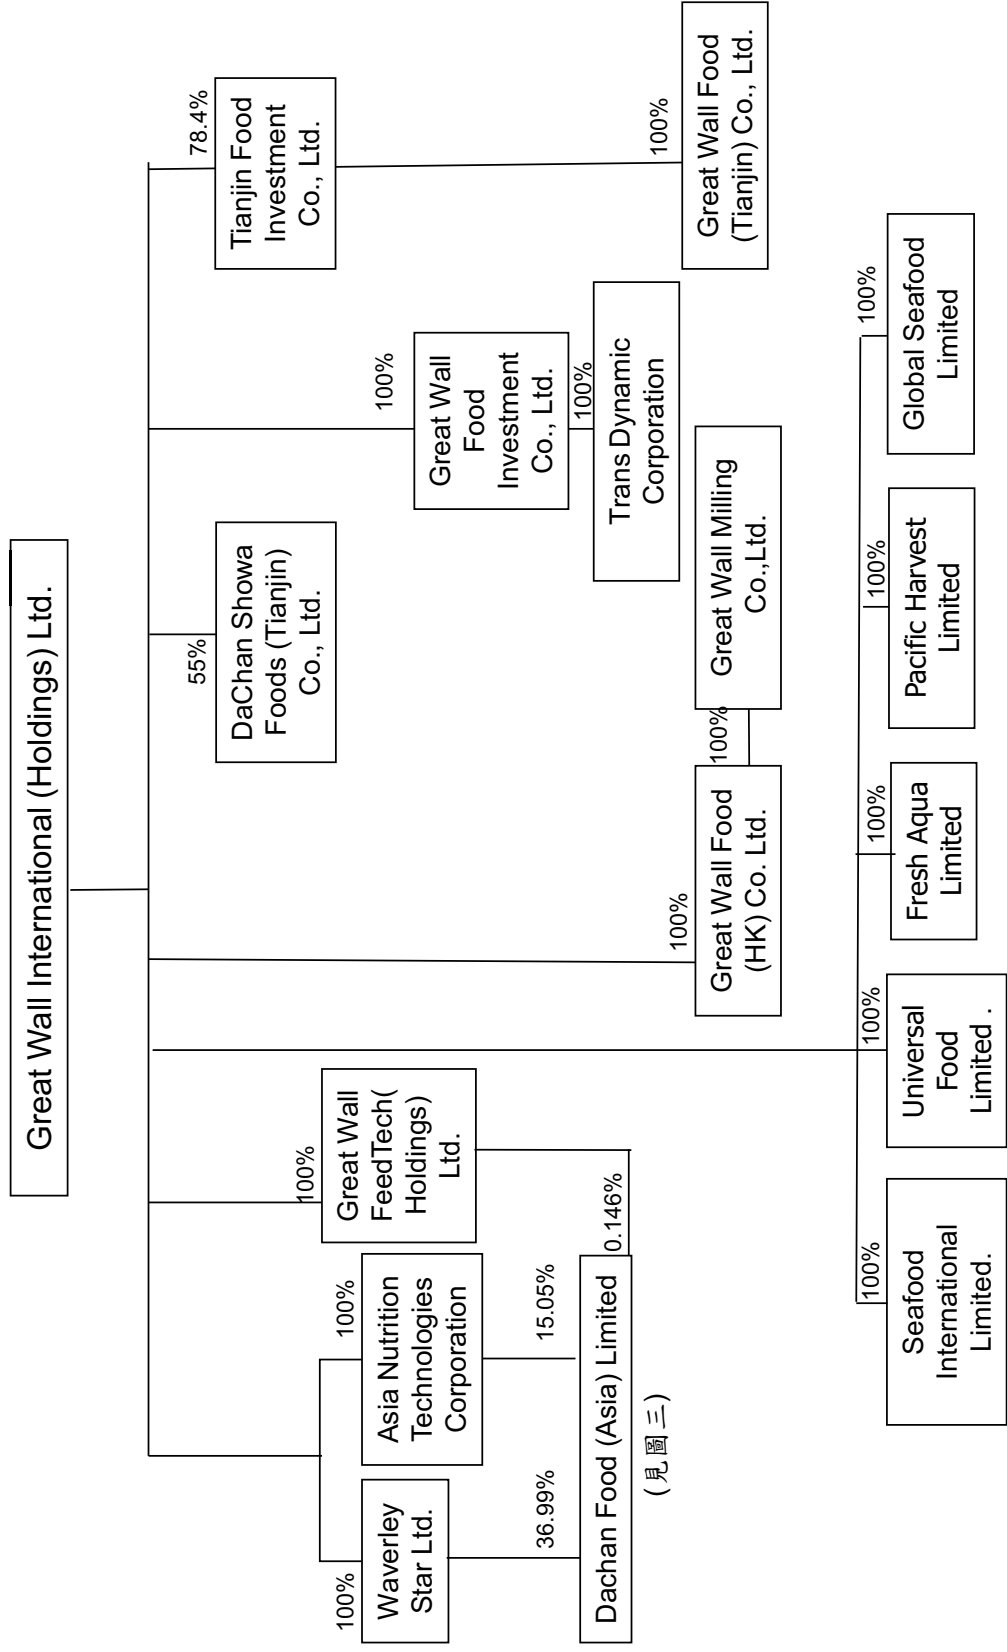 Great Wall International (Holdings) Ltd.
100%
Waverley
Star Ltd.
100%
Asia Nutrition
Technologies
Corporation
100%
Great Wall
FeedTech(
Holdings)
Ltd.
36.99%
15.05%
0.146%
Dachan Food (Asia) Limited
(見圖三)
55%
DaChan Showa
Foods (Tianjin)
Co., Ltd.
100%
Great Wall
Food
Investment
Co., Ltd.
100%
Trans Dynamic
Corporation
78.4%
Tianjin Food
Investment
Co., Ltd.
100%
Great Wall Food
(Tianjin) Co., Ltd.
100%
Great Wall Food
(HK) Co. Ltd.
100%
Great Wall Milling
Co.,Ltd.
100%
Seafood
International
Limited.
100%
Universal
Food
Limited .
100%
Fresh Aqua
Limited
100%
Pacific Harvest
Limited
100%
Global Seafood
Limited